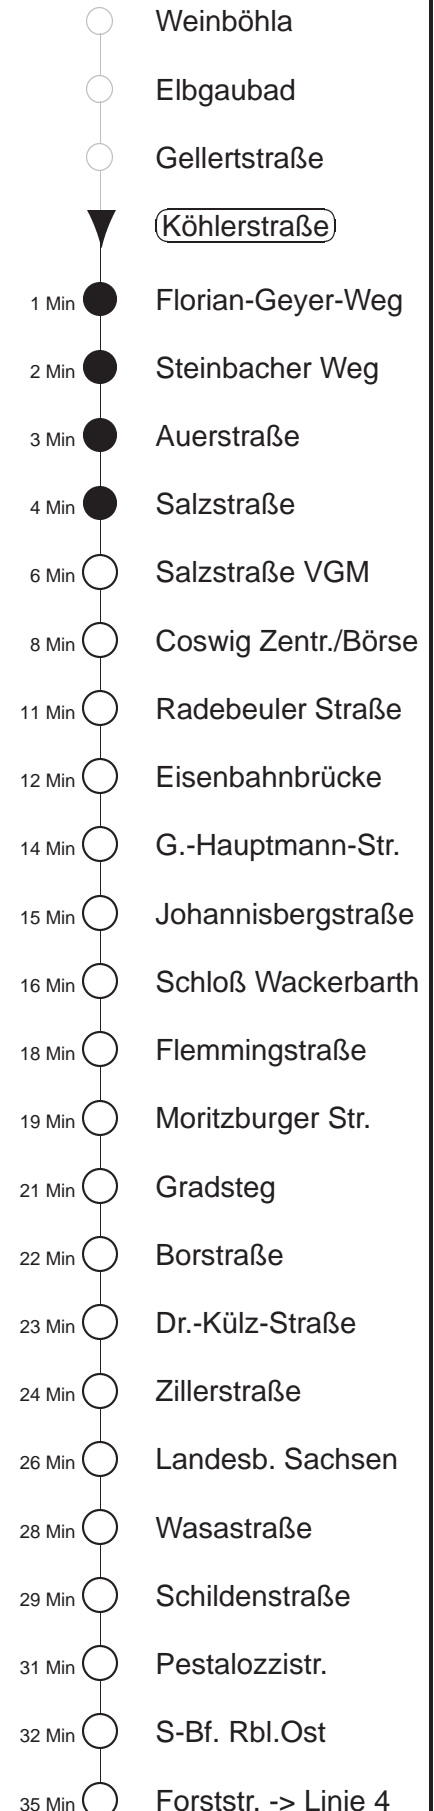 Weinböhla
Elbgaubad
Gellertstraße
Köhlerstraße
1 Min Florian-Geyer-Weg
2 Min Steinbacher Weg
3 Min Auerstraße
4 Min Salzstraße
6 Min Salzstraße VGM
8 Min Coswig Zentr./Börse
11 Min Radebeuler Straße
12 Min Eisenbahnbrücke
14 Min G.-Hauptmann-Str.
15 Min Johannisbergstraße
16 Min Schloß Wackerbarth
18 Min Flemmingstraße
19 Min Moritzburger Str.
21 Min Gradsteg
22 Min Borstraße
23 Min Dr.-Külz-Straße
24 Min Zillerstraße
26 Min Landesb. Sachsen
28 Min Wasastraße
29 Min Schildenstraße
31 Min Pestalozzistr.
32 Min S-Bf. Rbl.Ost
35 Min Forststr. -> Linie 4